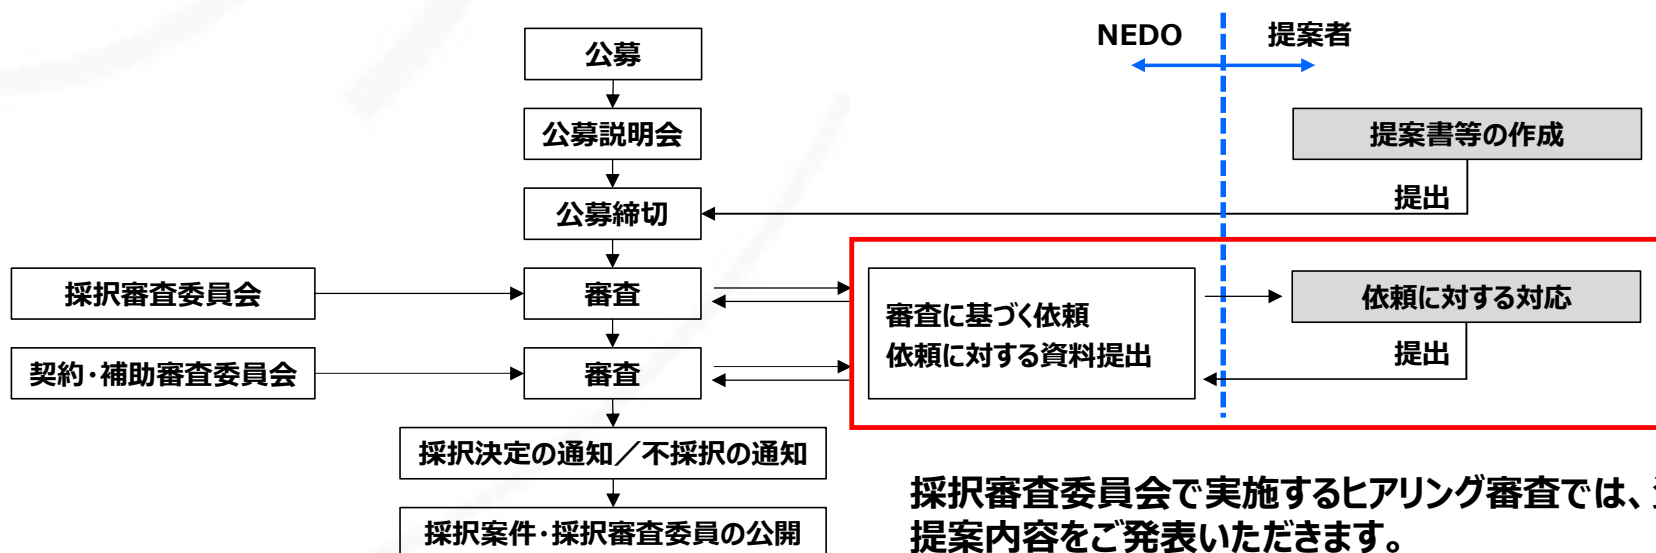 NEDO
提案者
公募
公募説明会
提案書等の作成
提出
公募締切
採択審査委員会
審査
審査に基づく依頼
依頼に対する資料提出
依頼に対する対応
提出
契約・補助審査委員会
審査
採択決定の通知／不採択の通知
採択案件・採択審査委員の公開
採択審査委員会で実施するヒアリング審査では、
提案内容をご発表いただきます。